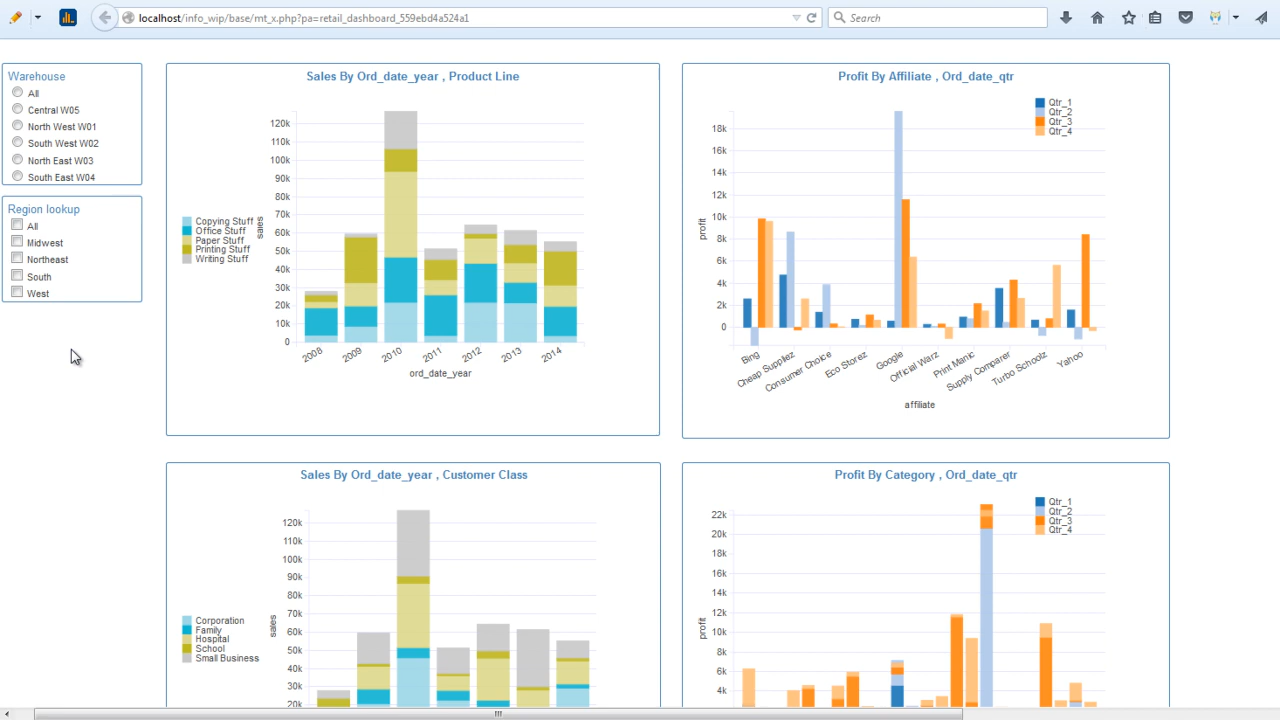 localhost/info_wip/base/mt_x.php?pa=retail_dashboard_559ebd4a524a1
Search
Warehouse
All
Central W05
North West W01
South West W02
North East W03
South East W04
Region lookup
All
Midwest
Northeast
South
West
Sales By Ord_date_year , Product Line
120k
110k
100k
90k
80k
70k
60k
50k
40k
30k
20k
10k
0
sales
Copying Stuff
Office Stuff
Paper Stuff
Printing Stuff
Writing Stuff
2008
2009
2010
2011
2012
2013
2014
ord_date_year
Profit By Affiliate , Ord_date_qtr
Qtr_1
Qtr_2
Qtr_3
Qtr_4
18k
16k
14k
12k
10k
8k
6k
4k
2k
0
profit
Bing
Cheap Suppliez
Consumer Choice
Eco Storez
Google
Official Warz
Print Manic
Supply Comparer
Turbo Schoolz
Yahoo
affiliate
Sales By Ord_date_year , Customer Class
120k
110k
100k
90k
80k
70k
60k
50k
40k
30k
20k
sales
Corporation
Family
Hospital
School
Small Business
Profit By Category , Ord_date_qtr
Qtr_1
Qtr_2
Qtr_3
Qtr_4
22k
20k
18k
16k
14k
12k
10k
8k
6k
4k
profit